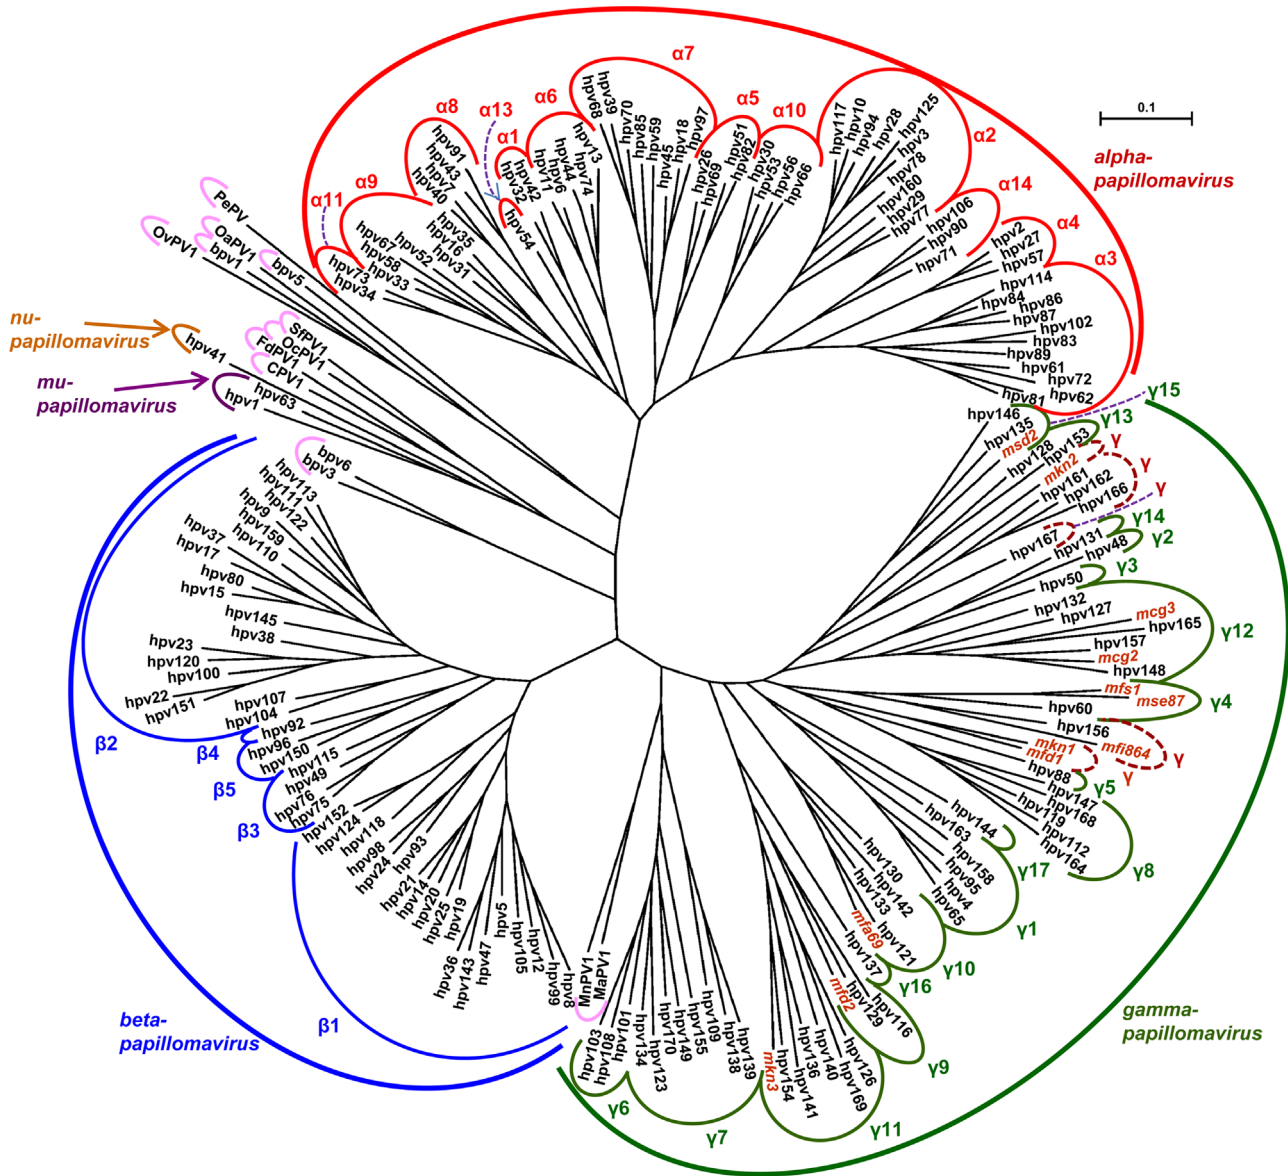 α7
α8
α13
α6
α5
α10
α1
α2
α9
α11
α14
α4
α3
0.1
alpha-
papillomavirus
hpv34
hpv73
hpv33
hpv58
hpv67
hpv52
hpv31
hpv16
hpv35
hpv40
hpv7
hpv43
hpv91
hpv54
hpv32
hpv42
hpv11
hpv6
hpv44
hpv74
hpv13
hpv68
hpv39
hpv70
hpv85
hpv59
hpv45
hpv18
hpv97
hpv26
hpv69
hpv51
hpv82
hpv30
hpv53
hpv56
hpv66
hpv117
hpv10
hpv94
hpv28
hpv3
hpv125
hpv78
hpv160
hpv29
hpv77
hpv106
hpv90
hpv71
hpv2
hpv27
hpv57
hpv114
hpv84
hpv86
hpv87
hpv102
hpv83
hpv89
hpv61
hpv72
hpv62
hpv81
PePV
OvPV1
OaPV1
bpv1
bpv5
nu-
papillomavirus
hpv41
SfPV1
OcPV1
FdPV1
CPV1
mu-
papillomavirus
hpv63
hpv1
bpv6
bpv3
hpv113
hpv111
hpv122
hpv9
hpv159
hpv110
hpv37
hpv17
hpv80
hpv15
hpv145
hpv38
hpv23
hpv120
hpv100
hpv22
hpv151
hpv107
hpv104
hpv92
hpv96
hpv150
hpv115
hpv49
hpv76
hpv75
hpv152
hpv124
hpv118
hpv98
hpv24
hpv93
hpv21
hpv14
hpv20
hpv25
hpv19
hpv36
hpv143
hpv47
hpv5
hpv105
hpv12
hpv99
hpv8
β2
β4
β5
β3
β1
beta-
papillomavirus
MnPV1
MaPV1
hpv103
hpv108
hpv101
hpv134
hpv123
hpv170
hpv149
hpv155
hpv109
hpv138
hpv139
mkn3
hpv154
hpv141
hpv136
hpv140
hpv169
hpv126
mfd2
hpv129
hpv116
hpv137
mfa69
hpv121
hpv133
hpv142
hpv130
hpv65
hpv4
hpv95
hpv158
hpv163
hpv144
hpv164
hpv112
hpv119
hpv168
hpv147
hpv88
mfd1
mkn1
mfi864
hpv156
hpv60
mse87
mfs1
hpv148
mcg2
hpv157
hpv165
mcg3
hpv127
hpv132
hpv50
hpv48
hpv131
hpv167
hpv166
hpv162
hpv161
mkn2
hpv153
hpv128
msd2
hpv135
hpv146
γ15
γ13
γ
γ
γ
γ14
γ2
γ3
γ12
γ4
γ
γ
γ5
γ8
γ17
γ1
γ10
γ16
γ9
γ11
γ7
γ6
gamma-
papillomavirus